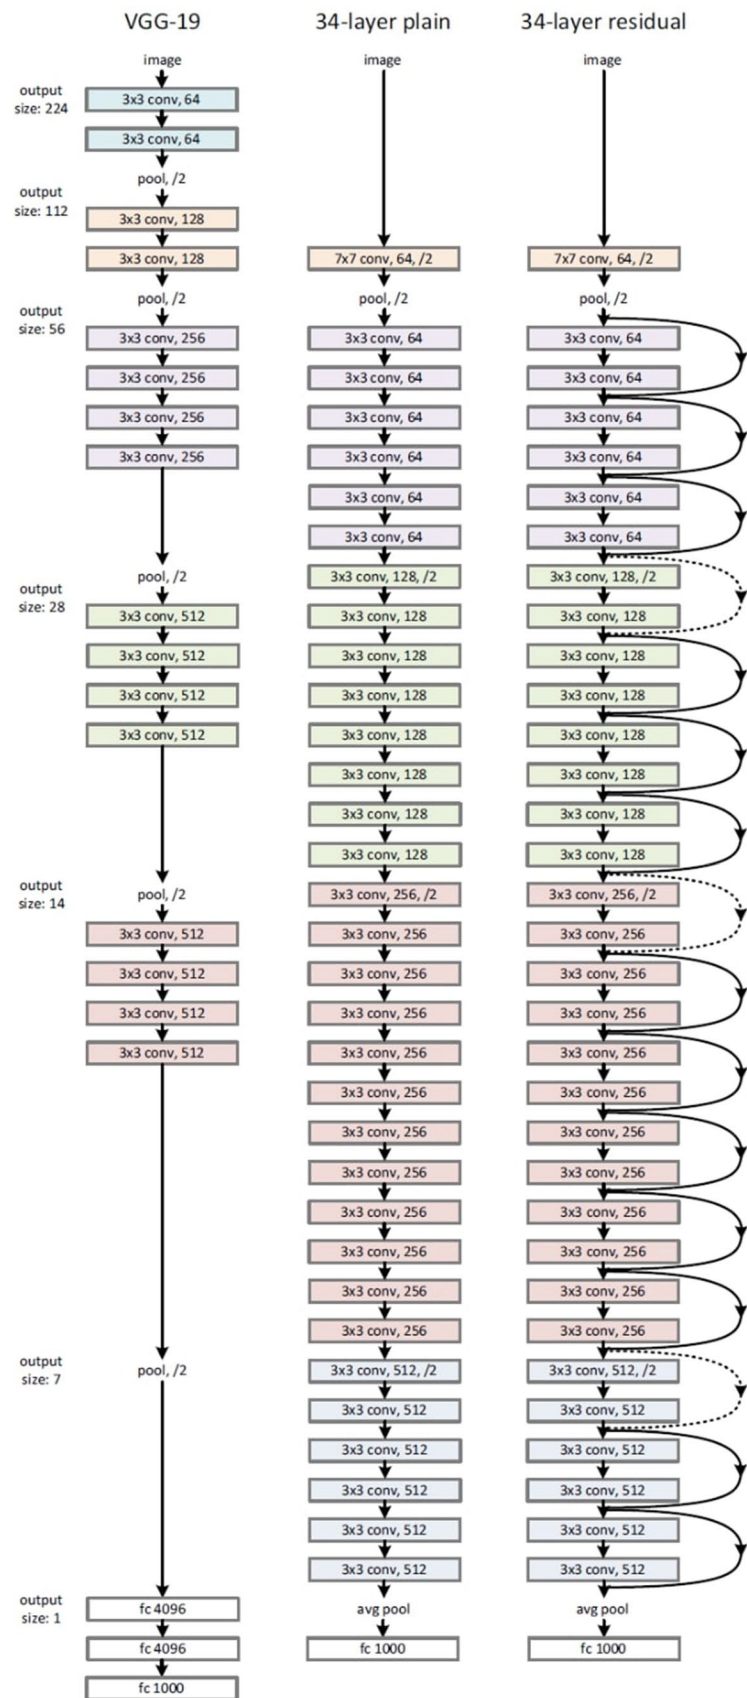 VGG-19
image
output
size: 224
3x3 conv, 64
3x3 conv, 64
pool, /2
output
size: 112
3x3 conv, 128
3x3 conv, 128
pool, /2
output
size: 56
3x3 conv, 256
3x3 conv, 256
3x3 conv, 256
3x3 conv, 256
pool, /2
output
size: 28
3x3 conv, 512
3x3 conv, 512
3x3 conv, 512
3x3 conv, 512
output
size: 14
pool, /2
3x3 conv, 512
3x3 conv, 512
3x3 conv, 512
3x3 conv, 512
output
size: 7
pool, /2
output
size: 1
fc 4096
fc 4096
fc 1000
34-layer plain
image
7x7 conv, 64, /2
pool, /2
3x3 conv, 64
3x3 conv, 64
3x3 conv, 64
3x3 conv, 64
3x3 conv, 64
3x3 conv, 64
3x3 conv, 128, /2
3x3 conv, 128
3x3 conv, 128
3x3 conv, 128
3x3 conv, 128
3x3 conv, 128
3x3 conv, 128
3x3 conv, 128
3x3 conv, 256, /2
3x3 conv, 256
3x3 conv, 256
3x3 conv, 256
3x3 conv, 256
3x3 conv, 256
3x3 conv, 256
3x3 conv, 256
3x3 conv, 256
3x3 conv, 256
3x3 conv, 256
3x3 conv, 256
3x3 conv, 512, /2
3x3 conv, 512
3x3 conv, 512
3x3 conv, 512
3x3 conv, 512
3x3 conv, 512
avg pool
fc 1000
34-layer residual
image
7x7 conv, 64, /2
pool, /2
3x3 conv, 64
3x3 conv, 64
3x3 conv, 64
3x3 conv, 64
3x3 conv, 64
3x3 conv, 64
3x3 conv, 128, /2
3x3 conv, 128
3x3 conv, 128
3x3 conv, 128
3x3 conv, 128
3x3 conv, 128
3x3 conv, 128
3x3 conv, 128
3x3 conv, 256, /2
3x3 conv, 256
3x3 conv, 256
3x3 conv, 256
3x3 conv, 256
3x3 conv, 256
3x3 conv, 256
3x3 conv, 256
3x3 conv, 256
3x3 conv, 256
3x3 conv, 256
3x3 conv, 256
3x3 conv, 512, /2
3x3 conv, 512
3x3 conv, 512
3x3 conv, 512
3x3 conv, 512
3x3 conv, 512
avg pool
fc 1000